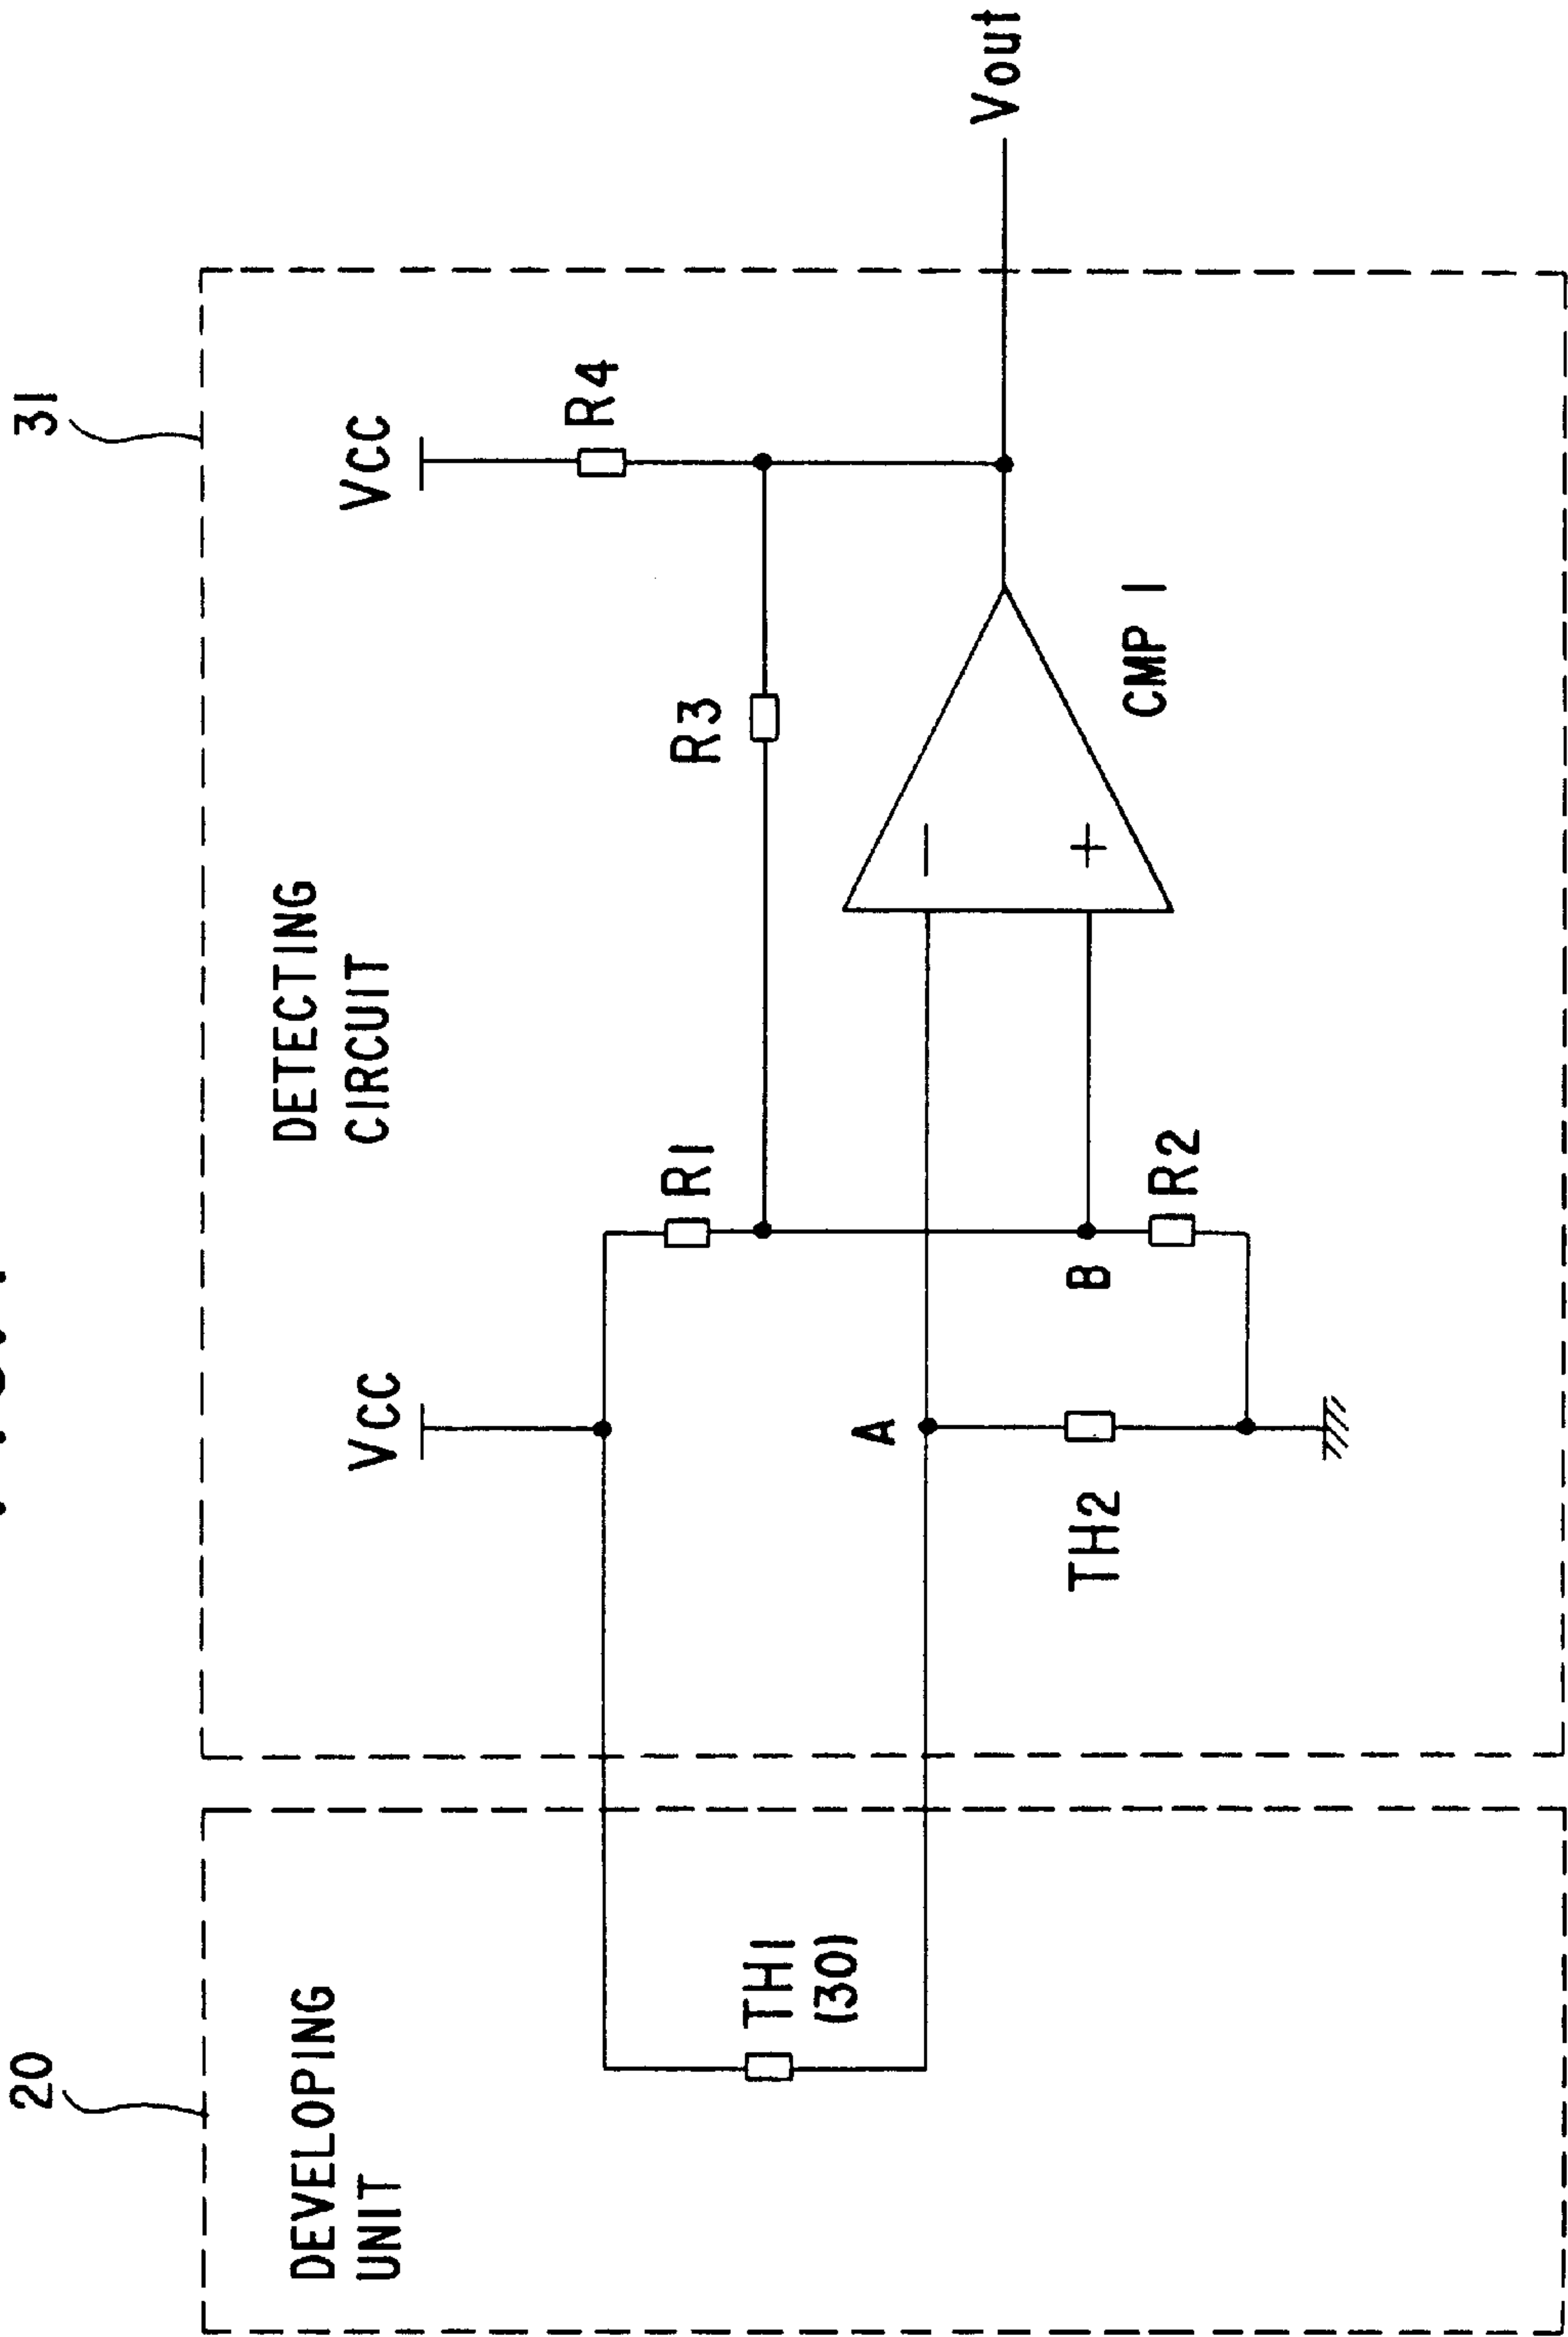 20
31
DEVELOPING
UNIT
DETECTING
CIRCUIT
VCC
VCC
R4
R1
R3
TH1
(30)
A
B
TH2
R2
−
+
CMP 1
Vout